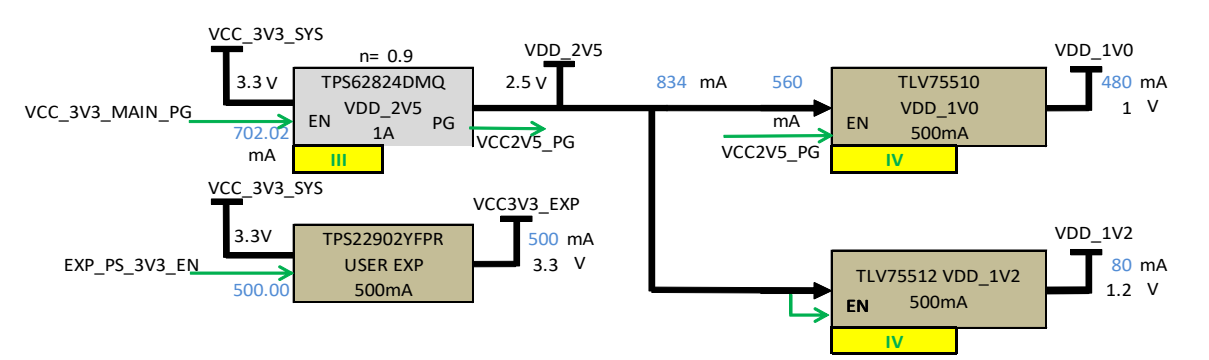 VCC_3V3_SYS
3.3 V
n= 0.9
TPS62824DMQ
VDD_2V5
1A
EN
PG
III
VCC_3V3_MAIN_PG
702.02
mA
VCC2V5_PG
VDD_2V5
2.5 V
834 mA
560
mA
VCC2V5_PG
TLV75510
VDD_1V0
500mA
EN
IV
VDD_1V0
480 mA
1 V
VCC_3V3_SYS
3.3V
TPS22902YFPR
USER EXP
500mA
EXP_PS_3V3_EN
500.00
VCC3V3_EXP
500 mA
3.3 V
TLV75512 VDD_1V2
500mA
EN
IV
VDD_1V2
80 mA
1.2 V